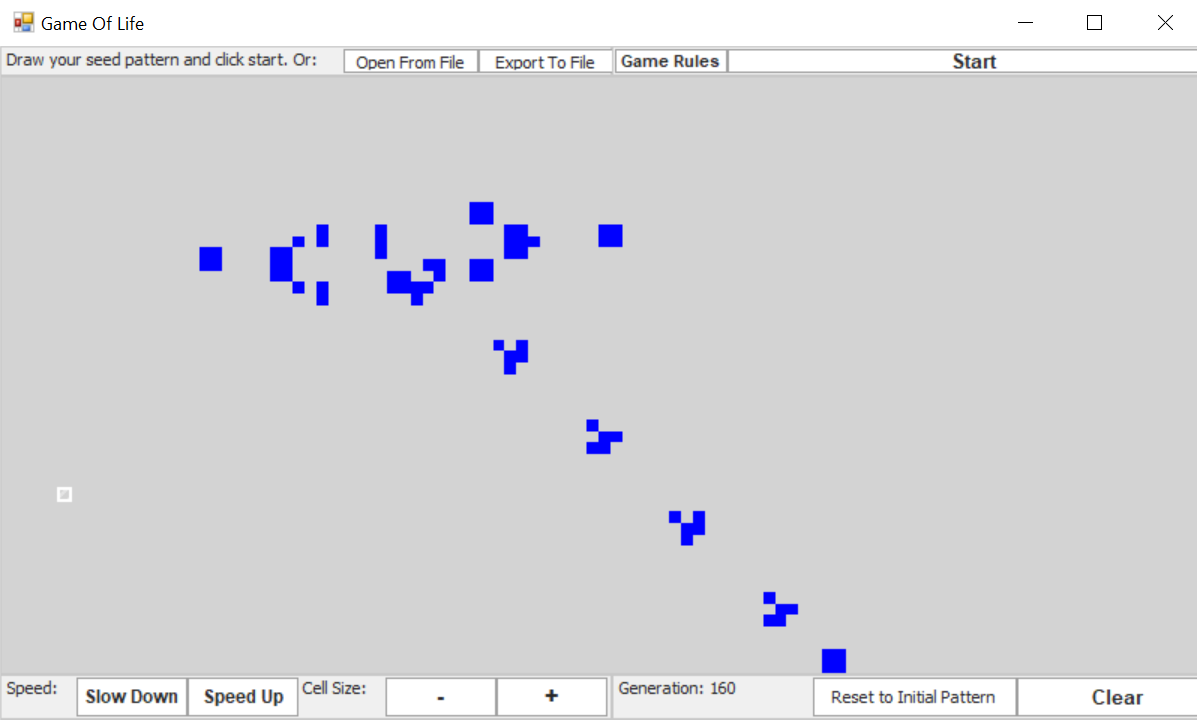 Game Of Life
Draw your seed pattern and click start. Or: Open From File Export To File Game Rules Start
Speed: Slow Down Speed Up Cell Size: - + Generation: 160 Reset to Initial Pattern Clear